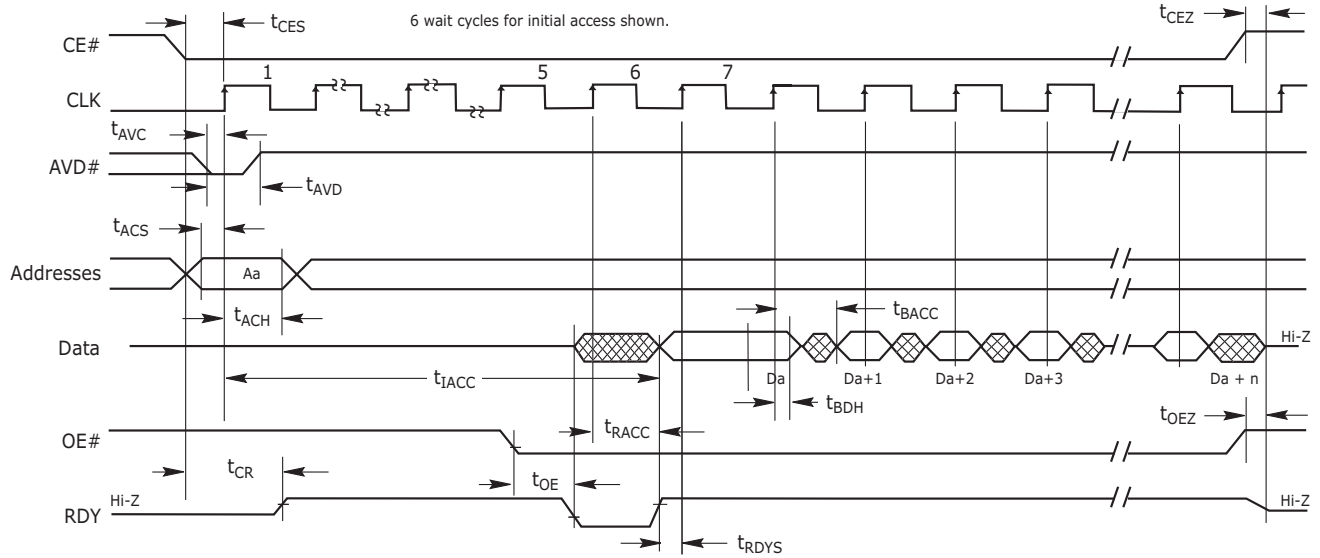 tCES
6 wait cycles for initial access shown.
tCEZ
CE#
1
5
6
7
CLK
tAVC
AVD#
tAVD
tACS
Addresses
Aa
tACH
tBACC
Data
Hi-Z
tIACC
Da
Da+1
Da+2
Da+3
Da + n
tBDH
tOEZ
tRACC
OE#
tCR
tOE
Hi-Z
Hi-Z
RDY
tRDYS